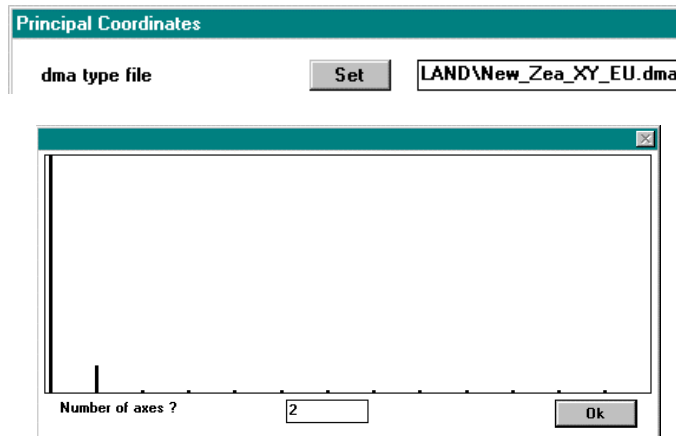 Principal Coordinates
dma type file Set LAND\New_Zea_XY_EU.dma
Number of axes ? 2 Ok